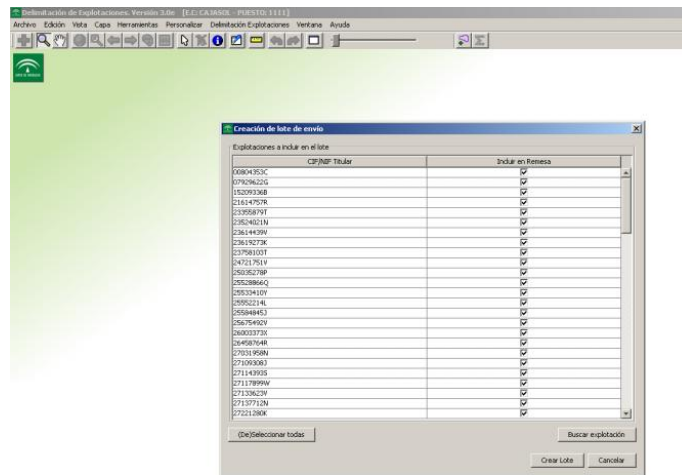 Delimitación de Explotaciones. Versión 3.0e [E.C: CAJASOL - PUESTO: 1111]
Archivo Edición Vista Capa Herramientas Personalizar Delimitación Explotaciones Ventana Ayuda
Creación de lote de envío
Explotaciones a incluir en el lote
CIF/NIF Titular Incluir en Remesa
00804353C
07929622G
15209336B
21614757R
23355879T
23524021N
23614439V
23619273K
23758103T
24721751V
25035278P
25528866Q
25533410Y
25552214L
25584845J
25675492V
26003373X
26458764R
27031958N
27109308J
27114393S
27117899W
27133623V
27137712N
27221280K
(De)Seleccionar todas Buscar explotación
Crear Lote Cancelar